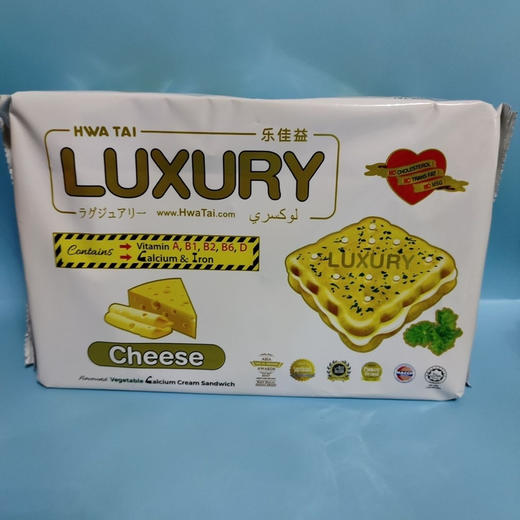 HWA TAI
乐佳益
LUXURY
ラグジュアリー
www.HwaTai.com
لوكسري
NO CHOLESTEROL
NO TRANS FAT
NO MSG
Contains
Vitamin A, B1, B2, B6, D
Calcium & Iron
LUXURY
Cheese
Flavoured Vegetable Calcium Cream Sandwich
ASIA
HACCP